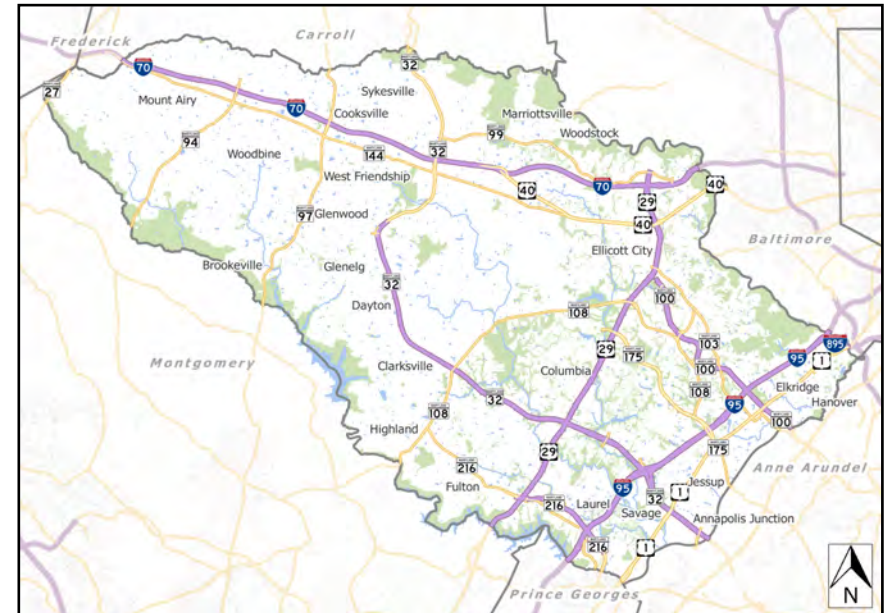 Frederick
Carroll
70
32
27
Mount Airy
70
Sykesville
Cooksville
Marriottsville
94
99
Woodstock
Woodbine
144
32
West Friendship
70
40
40
29
97
Glenwood
40
Ellicott City
Baltimore
Brookeville
Glenelg
32
100
Dayton
108
103
895
Montgomery
29
175
95
1
Clarksville
Columbia
100
Elkridge
32
108
95
Hanover
108
100
Highland
29
175
Anne Arundel
216
Fulton
95
Jessup
1
32
216
Laurel
Savage
Annapolis Junction
216
1
Prince Georges
N